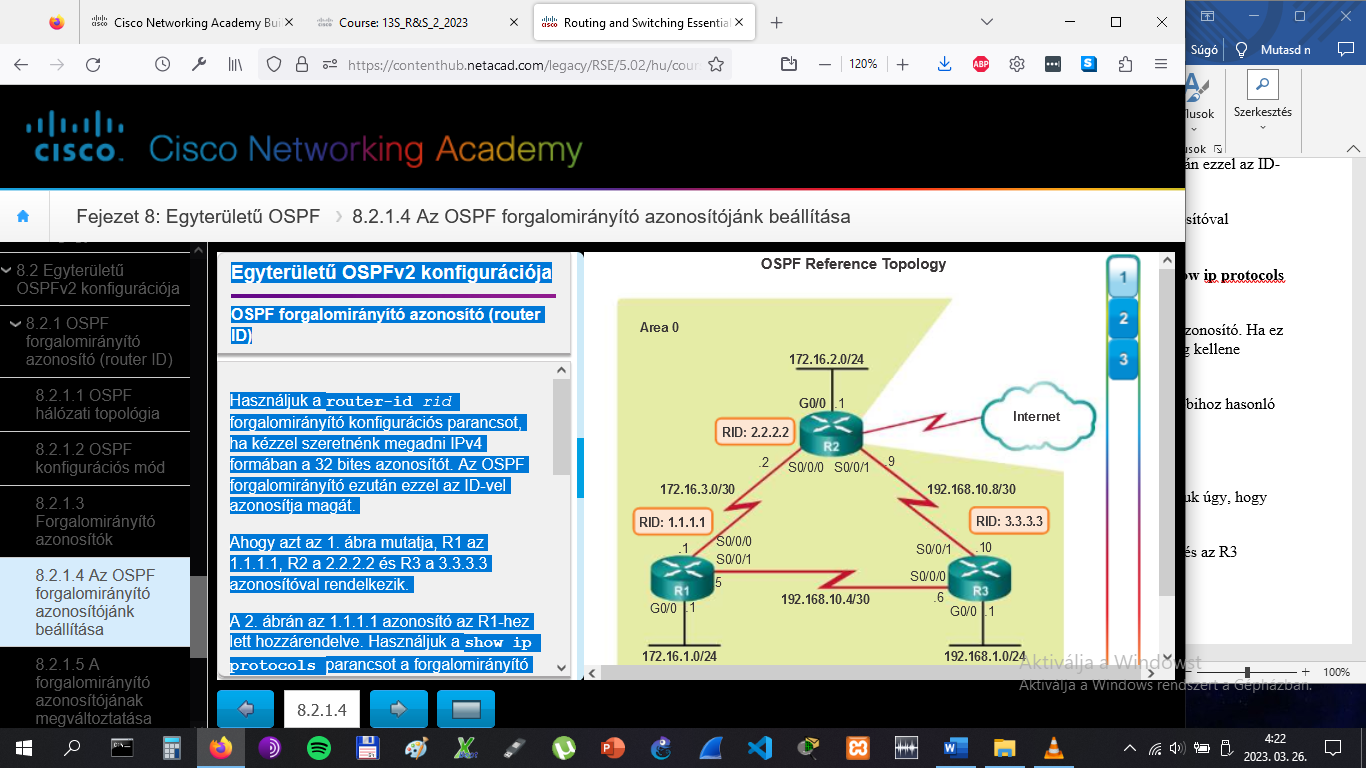 Cisco Networking Academy Bui
Course: 13S_R&S_2_2023
Routing and Switching Essential
https://contenthub.netacad.com/legacy/RSE/5.02/hu/cour
120%
ABP
Súgó
Mutasd n
Szerkesztés
CISCO
Cisco Networking Academy
Fejezet 8: Egyterületű OSPF
8.2.1.4 Az OSPF forgalomirányító azonosítójánk beállítása
8.2 Egyterületű
OSPFv2 konfigurációja
8.2.1 OSPF
forgalomirányító
azonosító (router ID)
8.2.1.1 OSPF
hálózati topológia
8.2.1.2 OSPF
konfigurációs mód
8.2.1.3
Forgalomirányító
azonosítók
8.2.1.4 Az OSPF
forgalomirányító
azonosítójánk
beállítása
8.2.1.5 A
forgalomirányító
azonosítójának
megváltoztatása
Egyterületű OSPFv2 konfigurációja
OSPF forgalomirányító azonosító (router
ID)
Használjuk a router-id rid
forgalomirányító konfigurációs parancsot,
ha kézzel szeretnénk megadni IPv4
formában a 32 bites azonosítót. Az OSPF
forgalomirányító ezután ezzel az ID-vel
azonosítja magát.
Ahogy azt az 1. ábra mutatja, R1 az
1.1.1.1, R2 a 2.2.2.2 és R3 a 3.3.3.3
azonosítóval rendelkezik.
A 2. ábrán az 1.1.1.1 azonosító az R1-hez
lett hozzárendelve. Használjuk a show ip
protocols parancsot a forgalomirányító
8.2.1.4
OSPF Reference Topology
Area 0
172.16.2.0/24
G0/0 .1
RID: 2.2.2.2
R2
Internet
.2 S0/0/0 S0/0/1 .9
172.16.3.0/30
192.168.10.8/30
RID: 1.1.1.1
RID: 3.3.3.3
.1 S0/0/0
S0/0/1 .10
S0/0/1
S0/0/0
R1
5
R3
.6
192.168.10.4/30
G0/0 .1
G0/0 .1
172.16.1.0/24
192.168.1.0/24
1
2
3
án ezzel az ID-
sítóval
ow ip protocols
zonosító. Ha ez
g kellene
bihoz hasonló
uk úgy, hogy
és az R3
100%
Aktiválja a Windowst
Aktiválja a Windows rendszert a Gépházban.
4:22
2023. 03. 26.